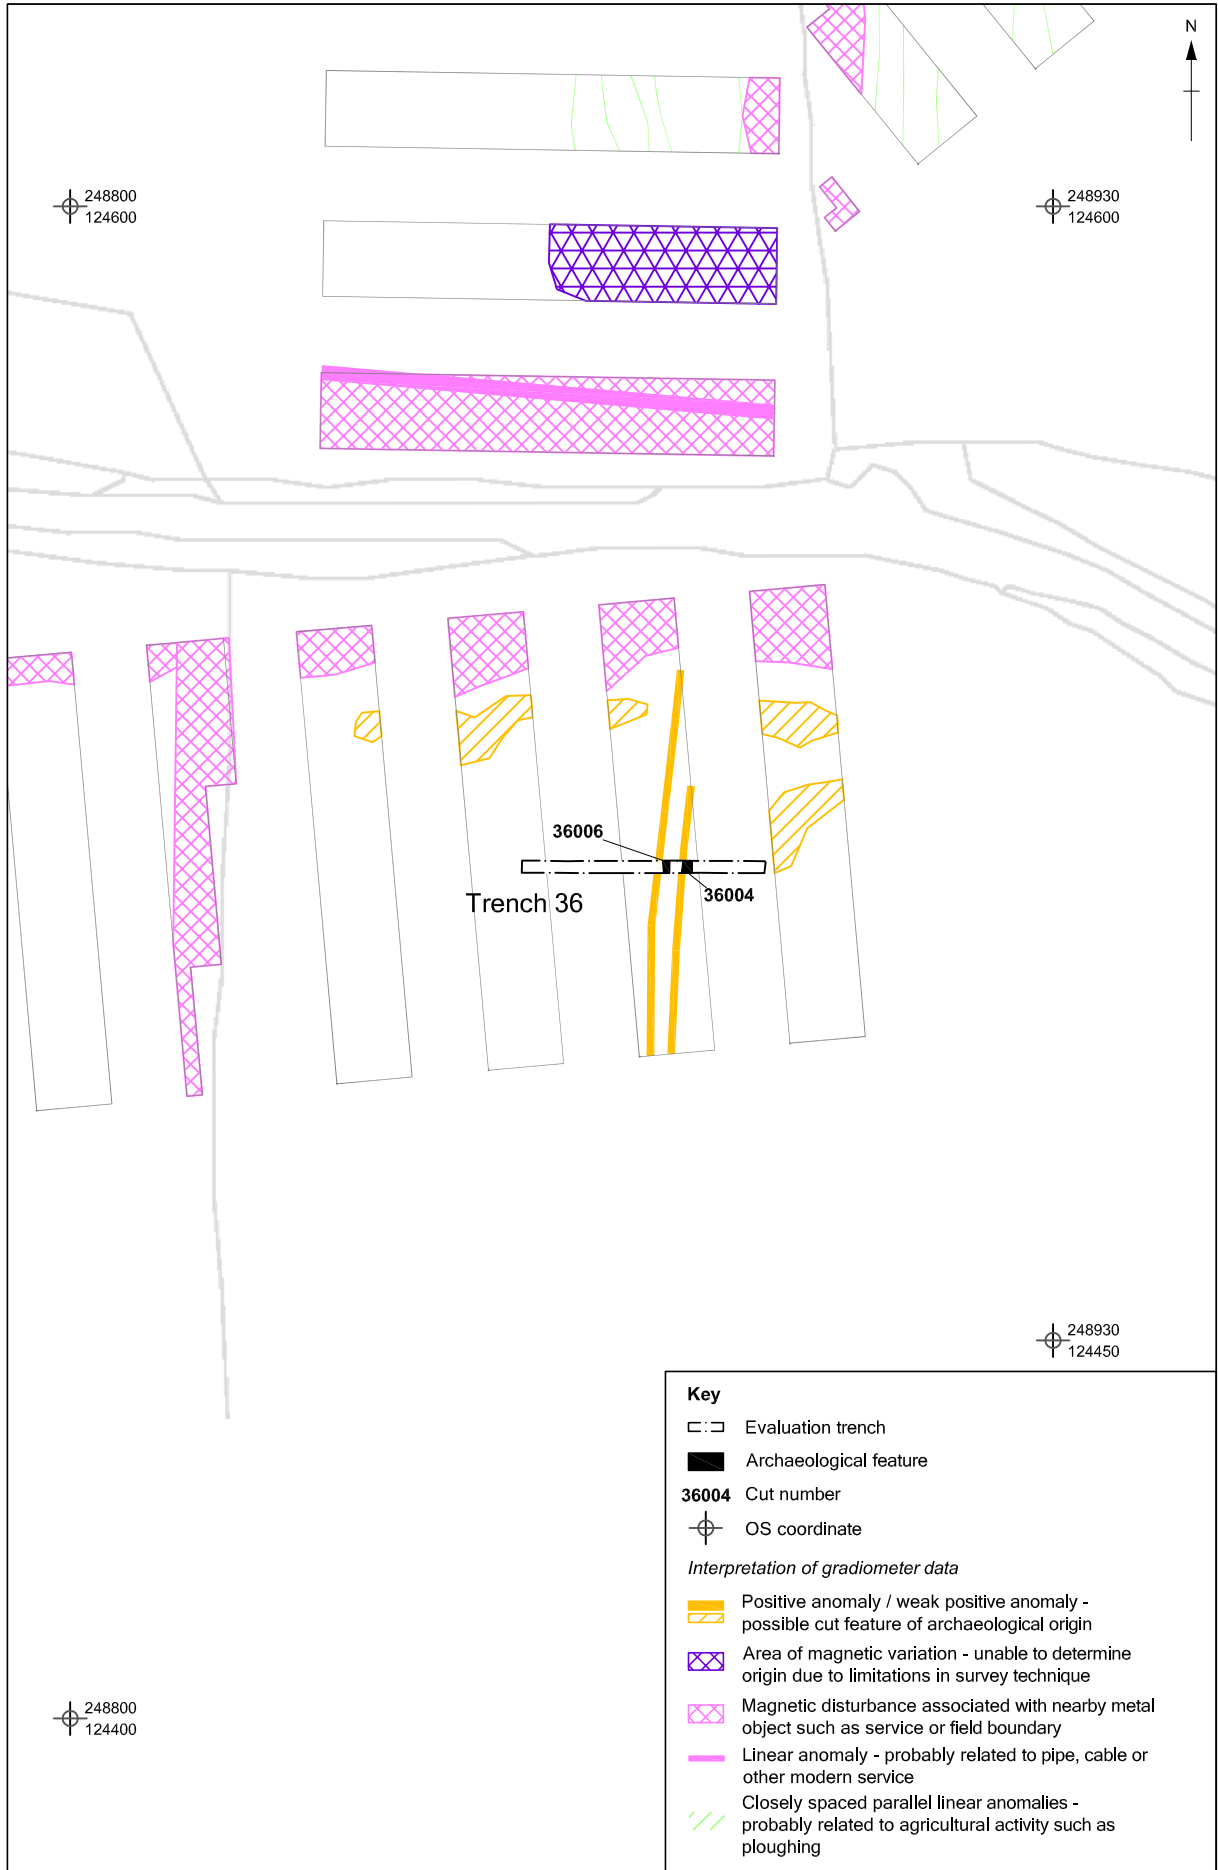 N
248800
124600
248930
124600
36006
36004
Trench 36
248930
124450
248800
124400
Key
Evaluation trench
Archaeological feature
36004 Cut number
OS coordinate
Interpretation of gradiometer data
Positive anomaly / weak positive anomaly -
possible cut feature of archaeological origin
Area of magnetic variation - unable to determine
origin due to limitations in survey technique
Magnetic disturbance associated with nearby metal
object such as service or field boundary
Linear anomaly - probably related to pipe, cable or
other modern service
Closely spaced parallel linear anomalies -
probably related to agricultural activity such as
ploughing